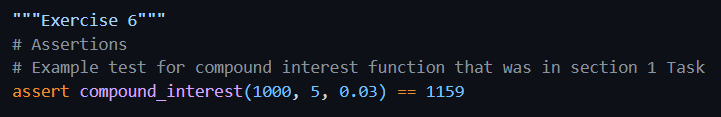 """Exercise 6"""
# Assertions
# Example test for compound interest function that was in section 1 Task
assert compound_interest(1000, 5, 0.03) == 1159